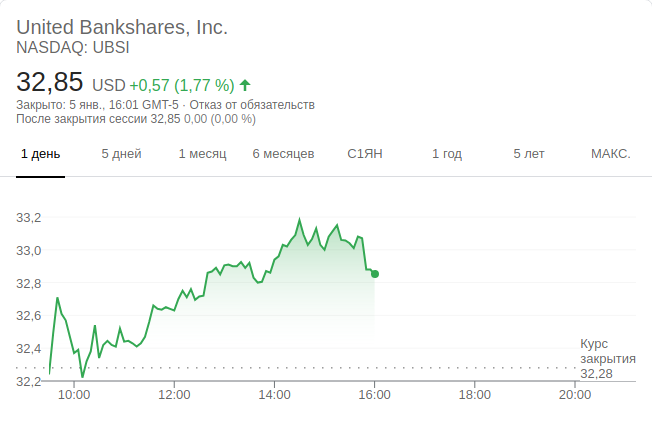 United Bankshares, Inc.
NASDAQ: UBSI
32,85 USD +0,57 (1,77 %)
Закрыто: 5 янв., 16:01 GMT-5 · Отказ от обязательств
После закрытия сессии 32,85 0,00 (0,00 %)
1 день 5 дней 1 месяц 6 месяцев С1ЯН 1 год 5 лет МАКС.
33,2
33,0
32,8
32,6
32,4
32,2
Курс
закрытия
32,28
10:00 12:00 14:00 16:00 18:00 20:00